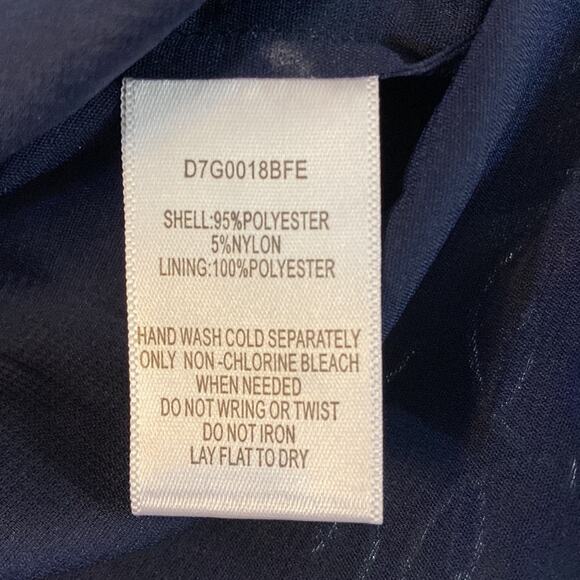 D7G0018BFE
SHELL:95%POLYESTER
5%NYLON
LINING:100%POLYESTER
HAND WASH COLD SEPARATELY
ONLY NON-CHLORINE BLEACH
WHEN NEEDED
DO NOT WRING OR TWIST
DO NOT IRON
LAY FLAT TO DRY